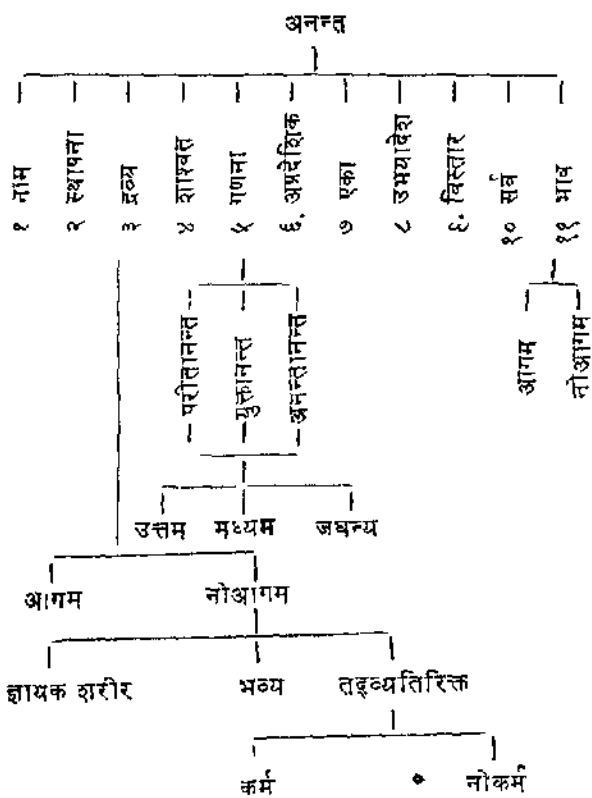 अनन्त
१ नाम
२ स्थापना
३ द्रव्य
४ शाश्वत
५ गणना
६. अप्रदेशिक
७ एका
८ उभयादेश
९. विस्तार
१० सर्व
११ भाव
परीतानन्त
युक्तानन्त
अनन्तानन्त
आगम
नोआगम
उत्तम मध्यम जघन्य
आगम नोआगम
ज्ञायक शरीर भव्य तद्व्यतिरिक्त
कर्म नोकर्म